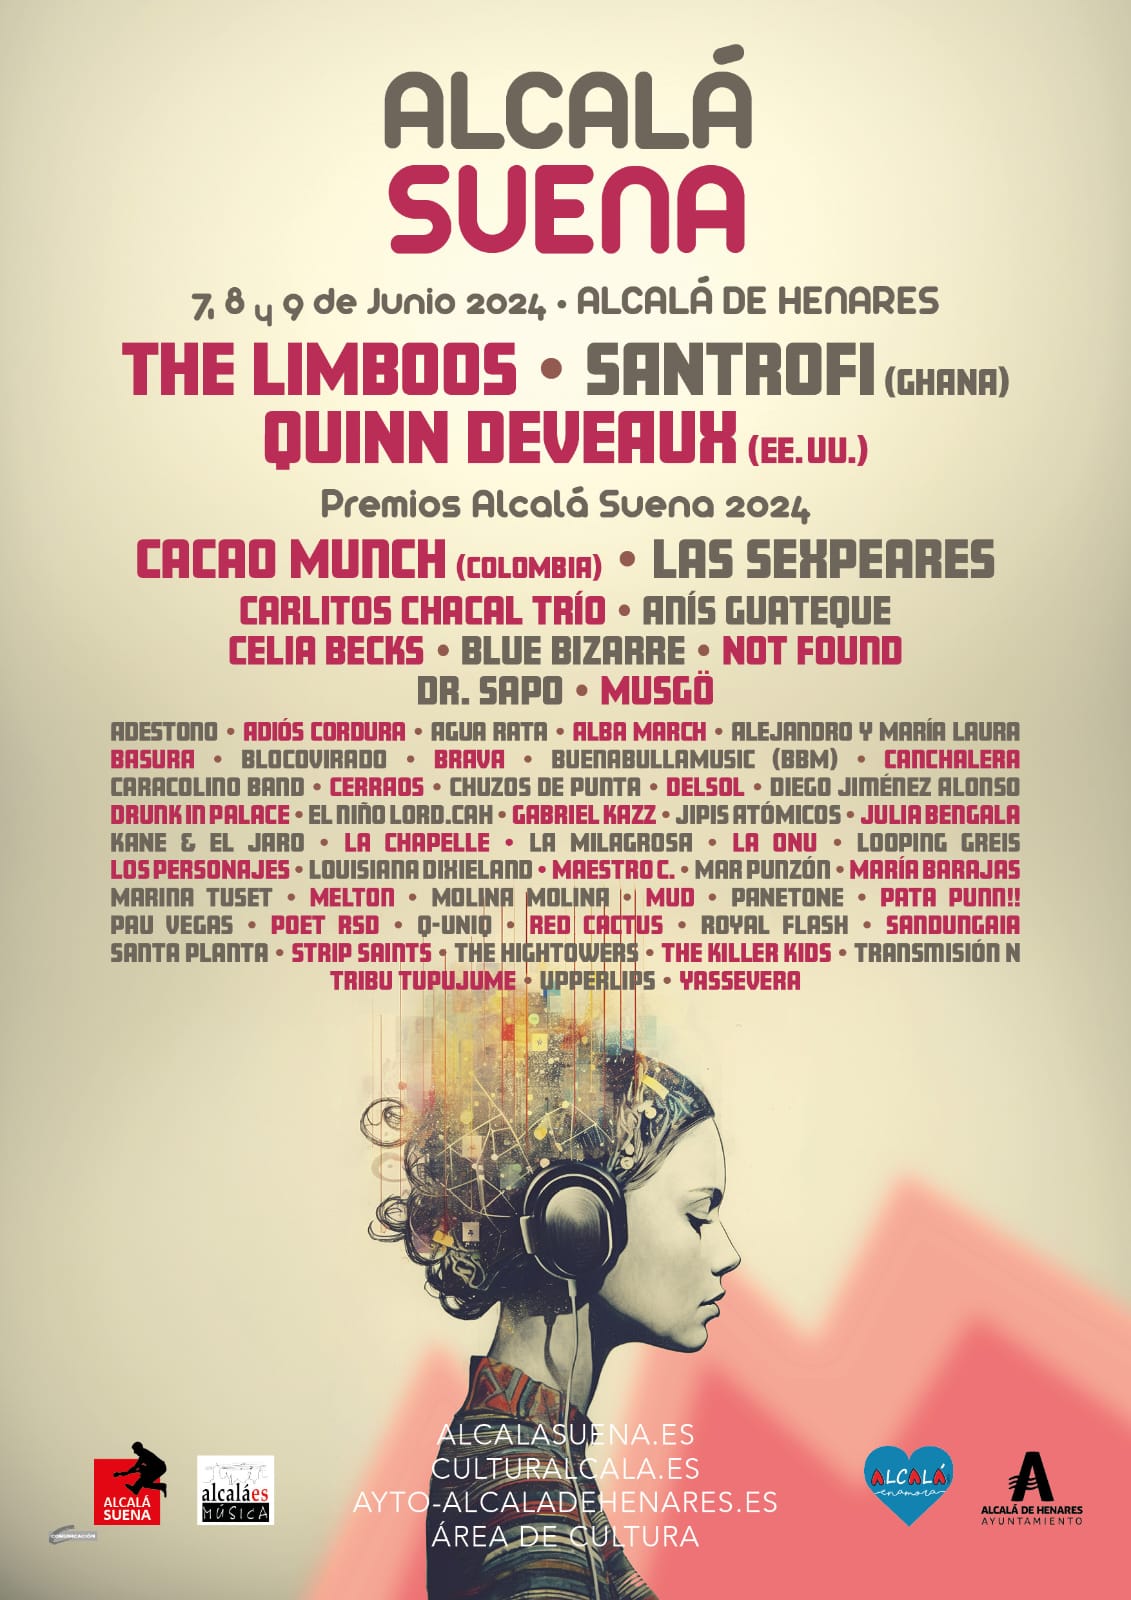 ALCALÁ
SUENA
7, 8 y 9 de Junio 2024 • ALCALÁ DE HENARES
THE LIMBOOS • SANTROFI (GHANA)
QUINN DEVEAUX (EE. UU.)
Premios Alcalá Suena 2024
CACAO MUNCH (COLOMBIA) • LAS SEXPEARES
CARLITOS CHACAL TRÍO • ANÍS GUATEQUE
CELIA BECKS • BLUE BIZARRE • NOT FOUND
DR. SAPO • MUSGÖ
ADESTONO • ADIÓS CORDURA • AGUA RATA • ALBA MARCH • ALEJANDRO Y MARÍA LAURA
BASURA • BLOCOVIRADO • BRAVA • BUENABULLAMUSIC (BBM) • CANCHALERA
CARACOLINO BAND • CERRAOS • CHUZOS DE PUNTA • DELSOL • DIEGO JIMÉNEZ ALONSO
DRUNK IN PALACE • EL NIÑO LORD.CAH • GABRIEL KAZZ • JIPIS ATÓMICOS • JULIA BENGALA
KANE & EL JARO • LA CHAPELLE • LA MILAGROSA • LA ONU • LOOPING GREIS
LOS PERSONAJES • LOUISIANA DIXIELAND • MAESTRO C. • MAR PUNZÓN • MARÍA BARAJAS
MARINA TUSET • MELTON • MOLINA MOLINA • MUD • PANETONE • PATA PUNN!!
PAU VEGAS • POET RSD • Q-UNIQ • RED CACTUS • ROYAL FLASH • SANDUNGAIA
SANTA PLANTA • STRIP SAINTS • THE HIGHTOWERS • THE KILLER KIDS • TRANSMISIÓN N
TRIBU TUPUJUME • UPPERLIPS • YASSEVERA
ALCALASUENA.ES
CULTURALCALA.ES
AYTO-ALCALADEHENARES.ES
ÁREA DE CULTURA
ALCALÁ
SUENA
COMUNICACIÓN
alcaláes
MÚSICA
ALCALÁ
enamora
ALCALÁ DE HENARES
AYUNTAMIENTO